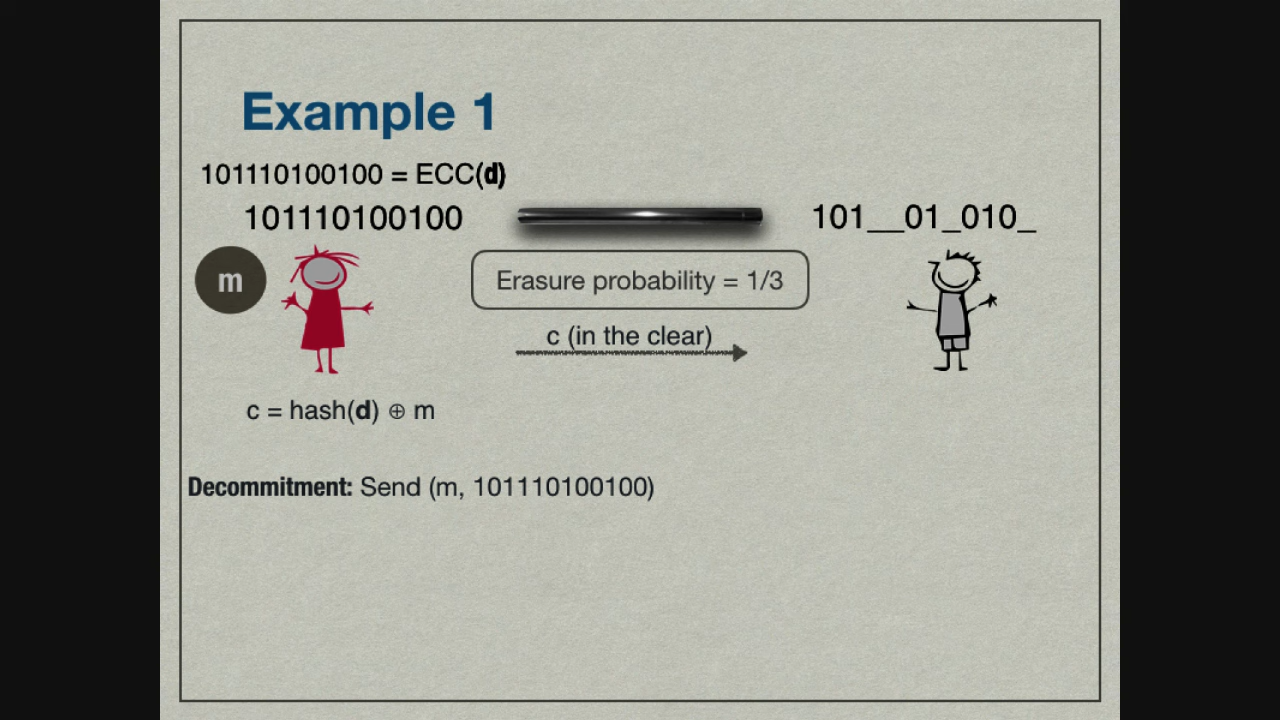 Example 1
101110100100 = ECC(d)
101110100100
101__01_010_
m
Erasure probability = 1/3
c (in the clear)
c = hash(d) ⊕ m
Decommitment: Send (m, 101110100100)